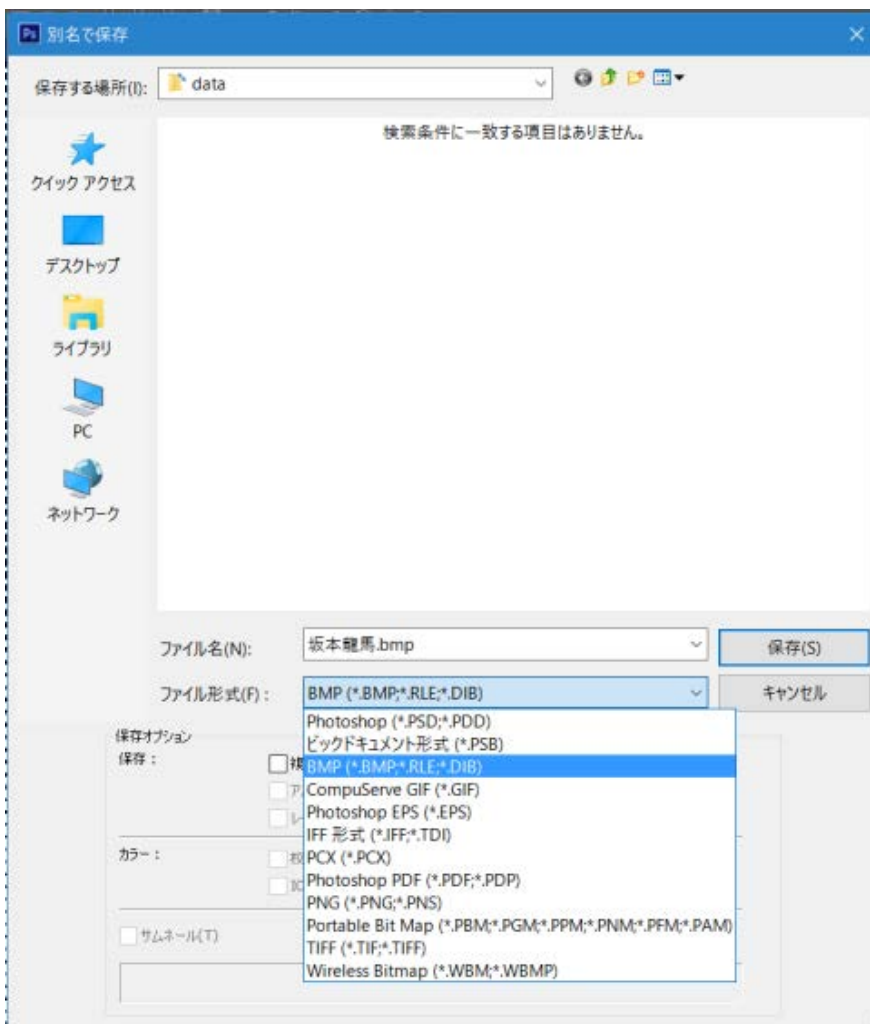 Ps 別名で保存
保存する場所(I): data
検索条件に一致する項目はありません。
クイック アクセス
デスクトップ
ライブラリ
PC
ネットワーク
ファイル名(N): 坂本龍馬.bmp 保存(S)
ファイル形式(F) : BMP (*.BMP;*.RLE;*.DIB) キャンセル
Photoshop (*.PSD;*.PDD)
ビックドキュメント形式 (*.PSB)
BMP (*.BMP;*.RLE;*.DIB)
CompuServe GIF (*.GIF)
Photoshop EPS (*.EPS)
IFF 形式 (*.IFF;*.TDI)
PCX (*.PCX)
Photoshop PDF (*.PDF;*.PDP)
PNG (*.PNG;*.PNS)
Portable Bit Map (*.PBM;*.PGM;*.PPM;*.PNM;*.PFM;*.PAM)
TIFF (*.TIF;*.TIFF)
Wireless Bitmap (*.WBM;*.WBMP)
保存オプション
保存 :
カラー :
サムネール(T)